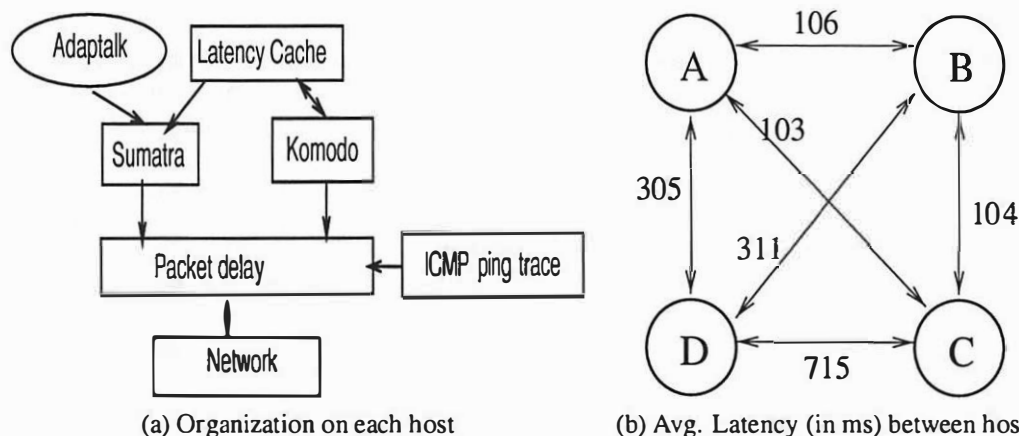 Adaptalk
Latency Cache
Sumatra
Komodo
Packet delay
ICMP ping trace
Network
(a) Organization on each host
106
A
B
103
305
104
311
D
C
715
(b) Avg. Latency (in ms) between hos